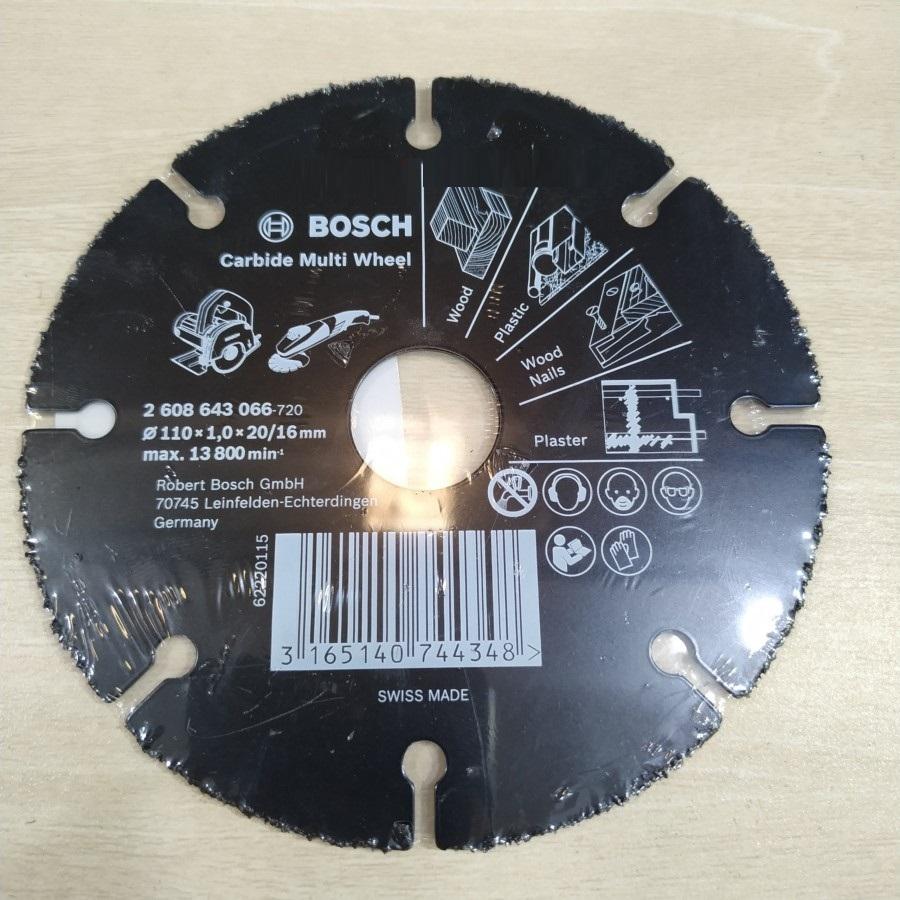 BOSCH
Carbide Multi Wheel
Wood
Plastic
Wood
Nails
Plaster
2 608 643 066-720
Ø 110 × 1,0 × 20/16 mm
max. 13 800 min⁻¹
Robert Bosch GmbH
70745 Leinfelden-Echterdingen
Germany
62220115
3 165140 744348 >
SWISS MADE